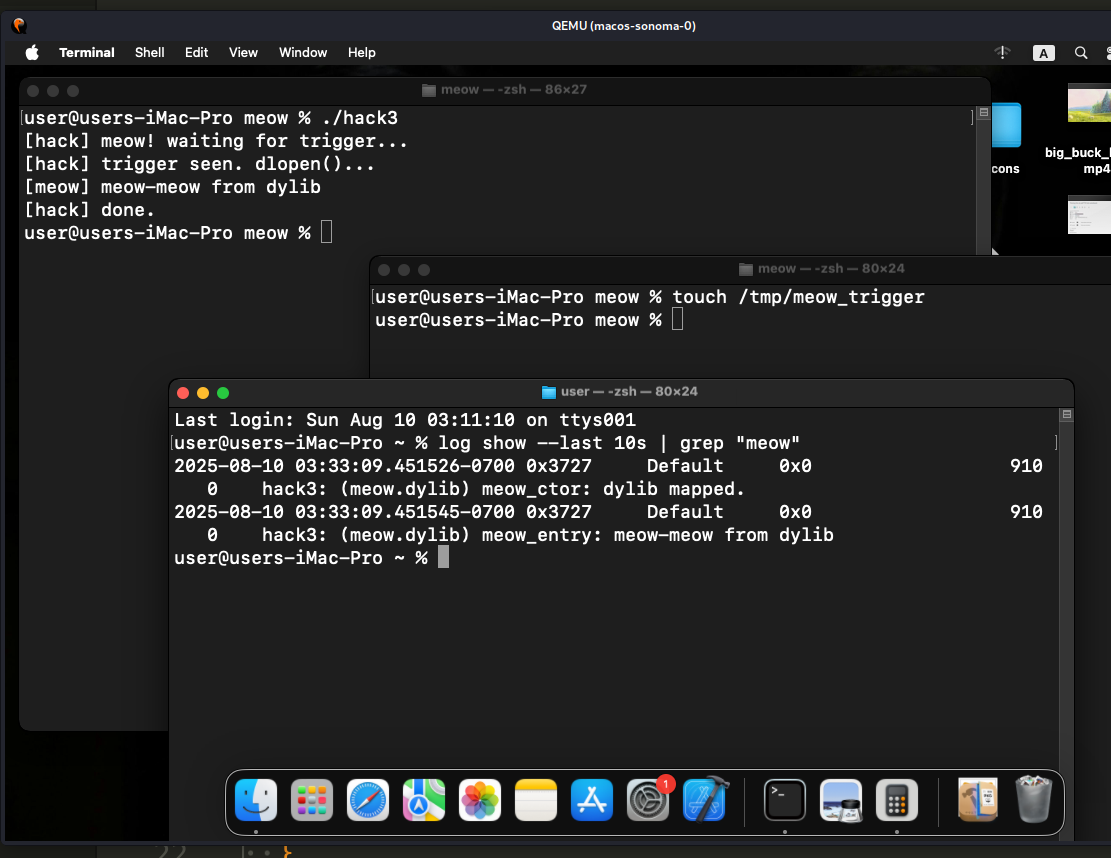 QEMU (macos-sonoma-0)
Terminal Shell Edit View Window Help A
meow — -zsh — 86×27
user@users-iMac-Pro meow % ./hack3
[hack] meow! waiting for trigger...
[hack] trigger seen. dlopen()...
[meow] meow-meow from dylib
[hack] done.
user@users-iMac-Pro meow %
cons
big_buck_
mp4
meow — -zsh — 80×24
user@users-iMac-Pro meow % touch /tmp/meow_trigger
user@users-iMac-Pro meow %
user — -zsh — 80×24
Last login: Sun Aug 10 03:11:10 on ttys001
user@users-iMac-Pro ~ % log show --last 10s | grep "meow"
2025-08-10 03:33:09.451526-0700 0x3727 Default 0x0 910
0 hack3: (meow.dylib) meow_ctor: dylib mapped.
2025-08-10 03:33:09.451545-0700 0x3727 Default 0x0 910
0 hack3: (meow.dylib) meow_entry: meow-meow from dylib
user@users-iMac-Pro ~ %
1
>_